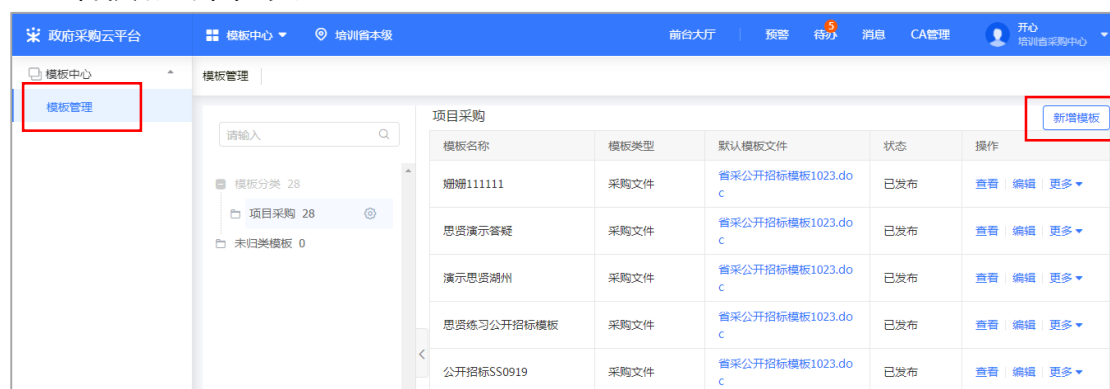 政府采购云平台 模板中心 培训省本级 前台大厅 预警 待办 5 消息 CA管理 开心
培训省采购中心
模板中心 模板管理
模板管理
项目采购 新增模板
请输入
模板名称 模板类型 默认模板文件 状态 操作
模板分类 28
项目采购 28
未归类模板 0
姗姗111111 采购文件 省采公开招标模板1023.do
c 已发布 查看 编辑 更多
思贤演示答疑 采购文件 省采公开招标模板1023.do
c 已发布 查看 编辑 更多
演示思贤湖州 采购文件 省采公开招标模板1023.do
c 已发布 查看 编辑 更多
思贤练习公开招标模板 采购文件 省采公开招标模板1023.do
c 已发布 查看 编辑 更多
公开招标SS0919 采购文件 省采公开招标模板1023.do
c 已发布 查看 编辑 更多